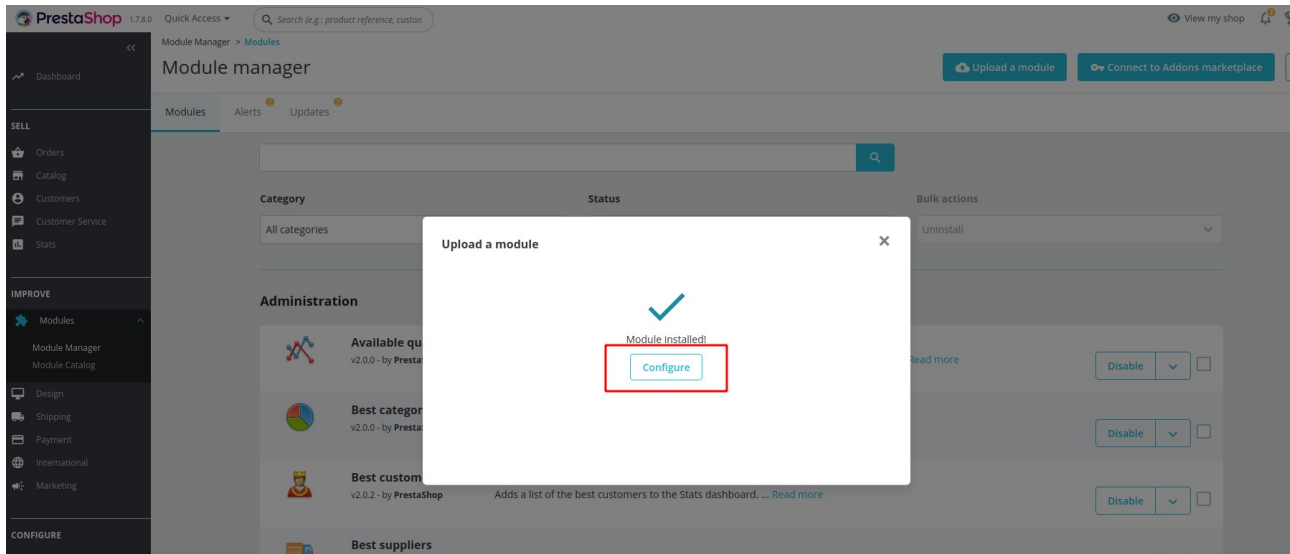 PrestaShop 1.7.8.0 Quick Access Search (e.g.: product reference, custon View my shop
Module Manager > Modules
Module manager
Upload a module
Connect to Addons marketplace
Modules Alerts 2 Updates 2
Dashboard
SELL
Orders
Catalog
Customers
Customer Service
Stats
IMPROVE
Modules
Module Manager
Module Catalog
Design
Shipping
Payment
International
Marketing
CONFIGURE
Category Status Bulk actions
All categories Uninstall
Upload a module
Module installed!
Configure
Administration
Available qu
v2.0.0 - by Presta
Read more
Disable
Best categor
v2.0.0 - by Presta
Disable
Best custom
v2.0.2 - by PrestaShop Adds a list of the best customers to the Stats dashboard. ... Read more
Disable
Best suppliers